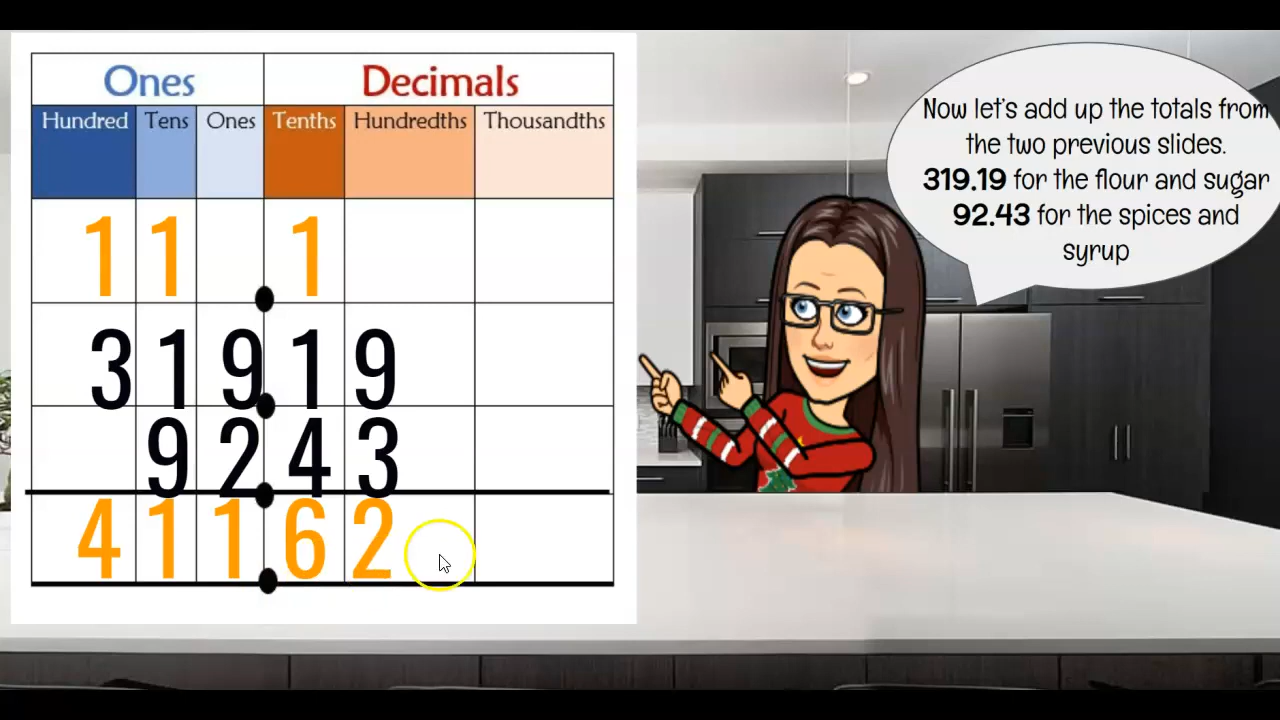 Ones Decimals
Hundred Tens Ones Tenths Hundredths Thousandths
1 1 . 1
3 1 9 . 1 9
9 2 . 4 3
4 1 1 . 6 2
Now let's add up the totals from
the two previous slides.
319.19 for the flour and sugar
92.43 for the spices and
syrup